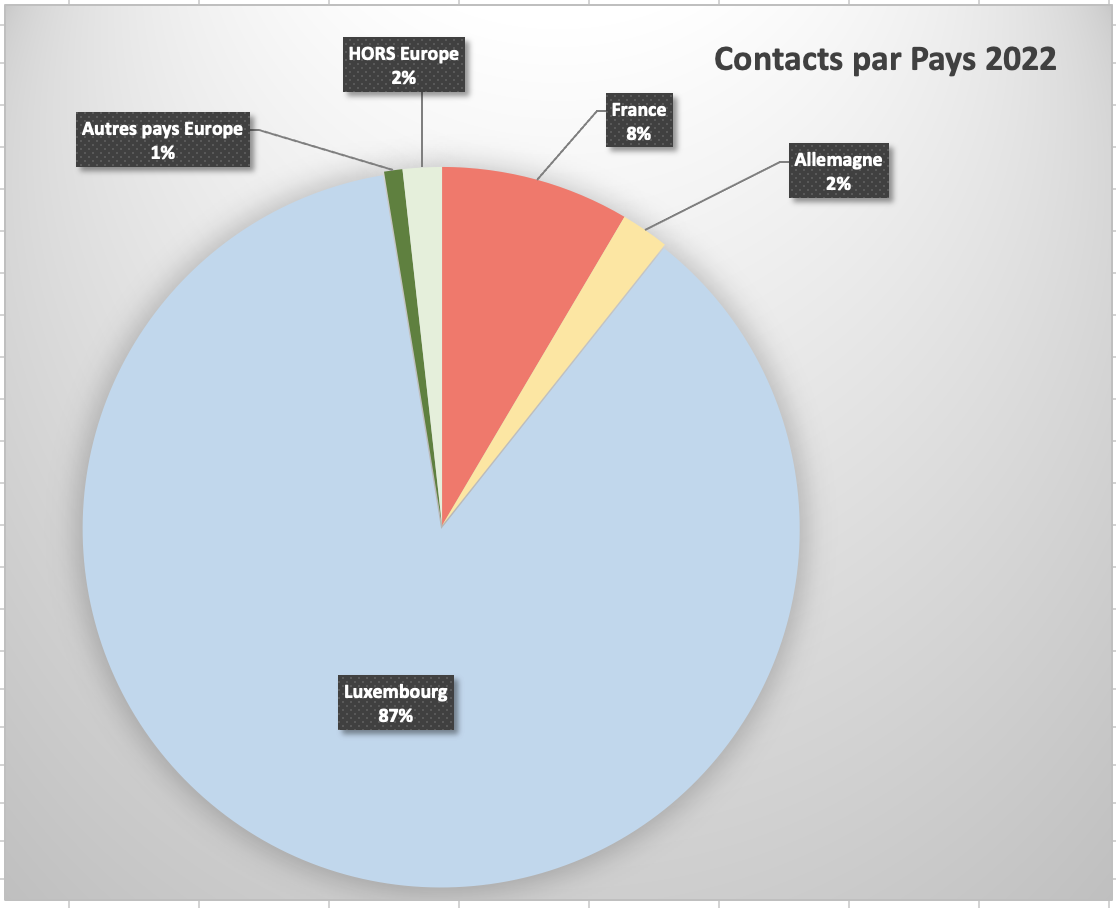 Contacts par Pays 2022
HORS Europe
2%
France
8%
Autres pays Europe
1%
Allemagne
2%
Luxembourg
87%